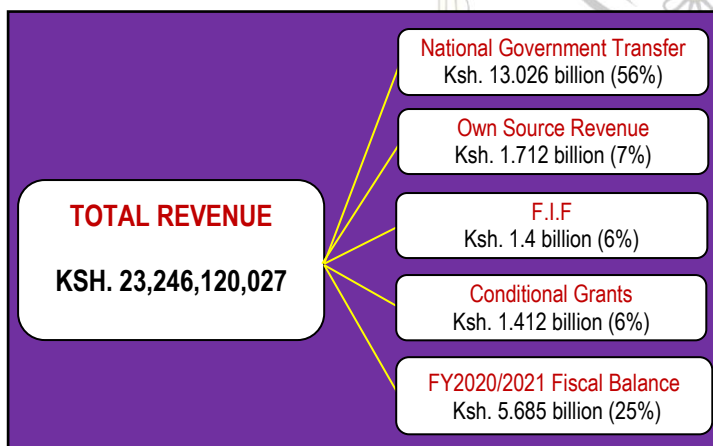 TOTAL REVENUE
KSH. 23,246,120,027
National Government Transfer
Ksh. 13.026 billion (56%)
Own Source Revenue
Ksh. 1.712 billion (7%)
F.I.F
Ksh. 1.4 billion (6%)
Conditional Grants
Ksh. 1.412 billion (6%)
FY2020/2021 Fiscal Balance
Ksh. 5.685 billion (25%)